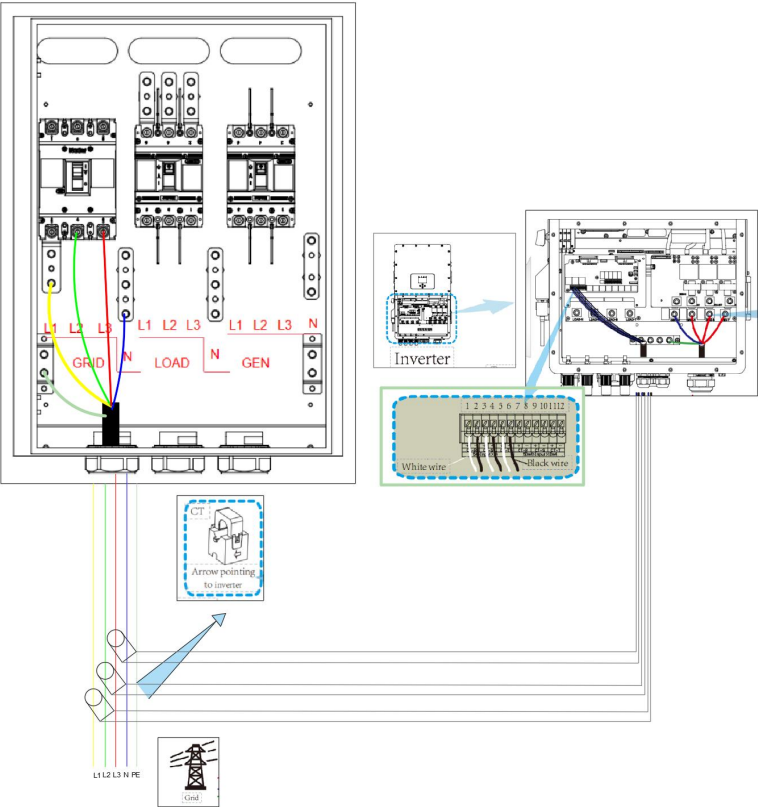 L1 L2 L3
GRID
N
L1 L2 L3
LOAD
N
L1 L2 L3 N
GEN
Inverter
1 2 3 4 5 6 7 8 9 10 11 12
White wire
Black wire
CT
Arrow pointing
to inverter
L1 L2 L3 N PE
Grid